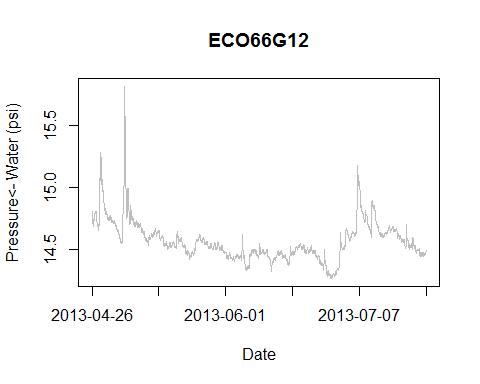 ECO66G12
Pressure<- Water (psi)
15.5
15.0
14.5
2013-04-26
2013-06-01
2013-07-07
Date